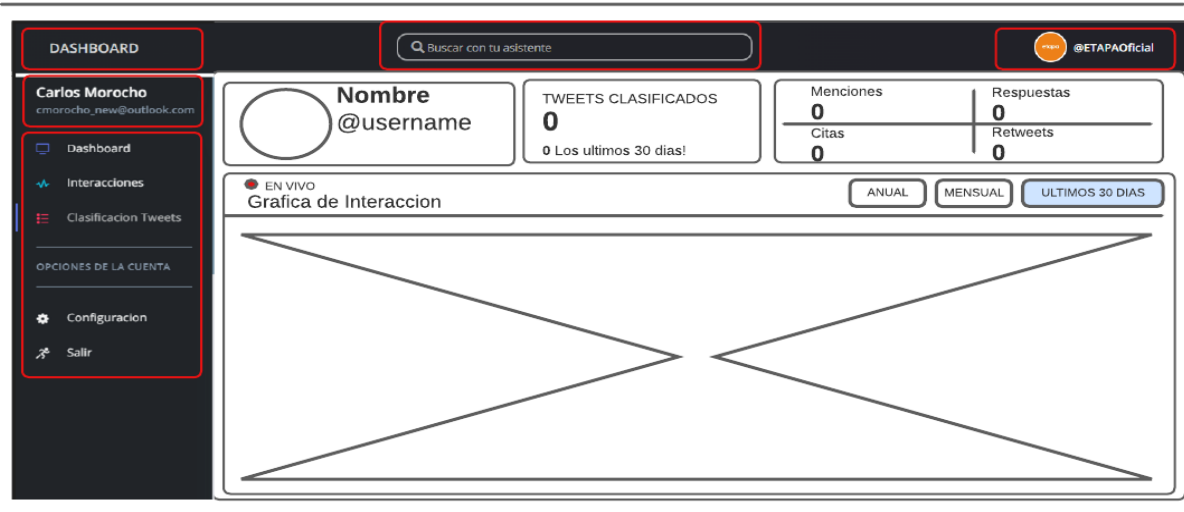 DASHBOARD
Buscar con tu asistente
etapa
@ETAPAOficial
Carlos Morocho
cmorocho_new@outlook.com
Dashboard
Interacciones
Clasificacion Tweets
OPCIONES DE LA CUENTA
Configuracion
Salir
Nombre
@username
TWEETS CLASIFICADOS
0
0 Los ultimos 30 dias!
Menciones
0
Respuestas
0
Citas
0
Retweets
0
EN VIVO
Grafica de Interaccion
ANUAL
MENSUAL
ULTIMOS 30 DIAS